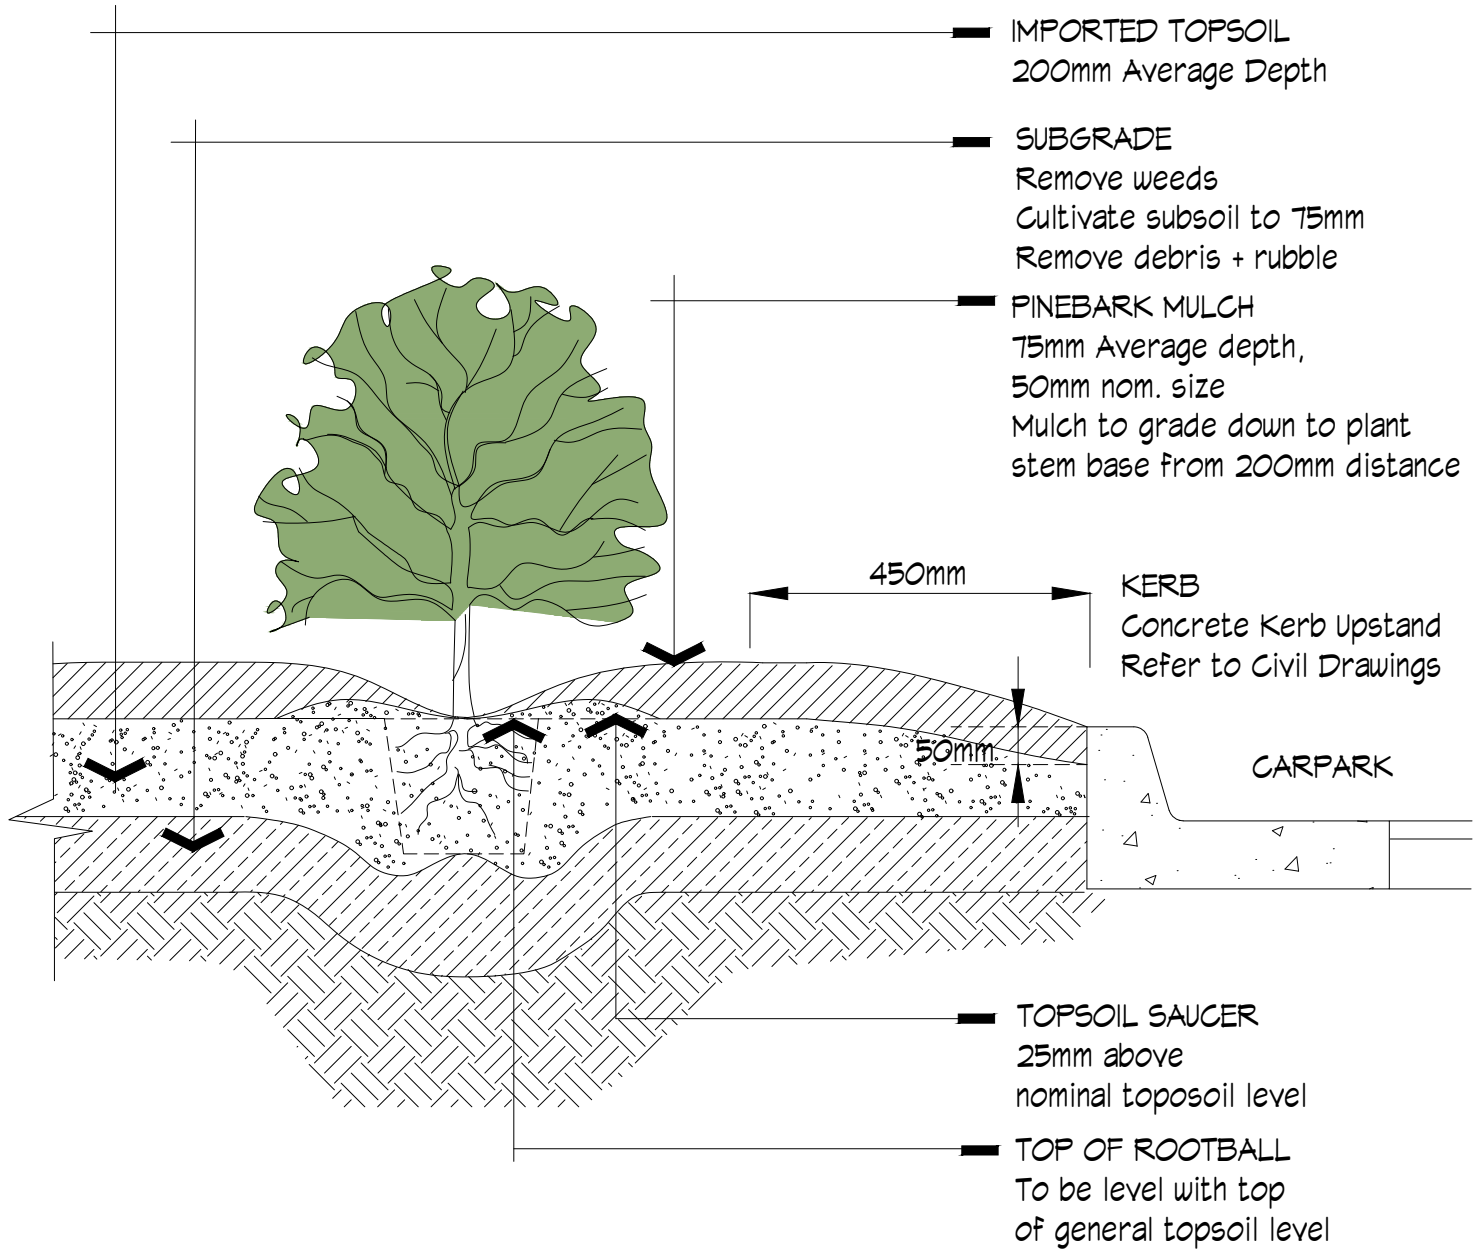 IMPORTED TOPSOIL
200mm Average Depth
SUBGRADE
Remove weeds
Cultivate subsoil to 75mm
Remove debris + rubble
PINEBARK MULCH
75mm Average depth,
50mm nom. size
Mulch to grade down to plant
stem base from 200mm distance
450mm
KERB
Concrete Kerb Upstand
Refer to Civil Drawings
50mm
CARPARK
TOPSOIL SAUCER
25mm above
nominal toposoil level
TOP OF ROOTBALL
To be level with top
of general topsoil level